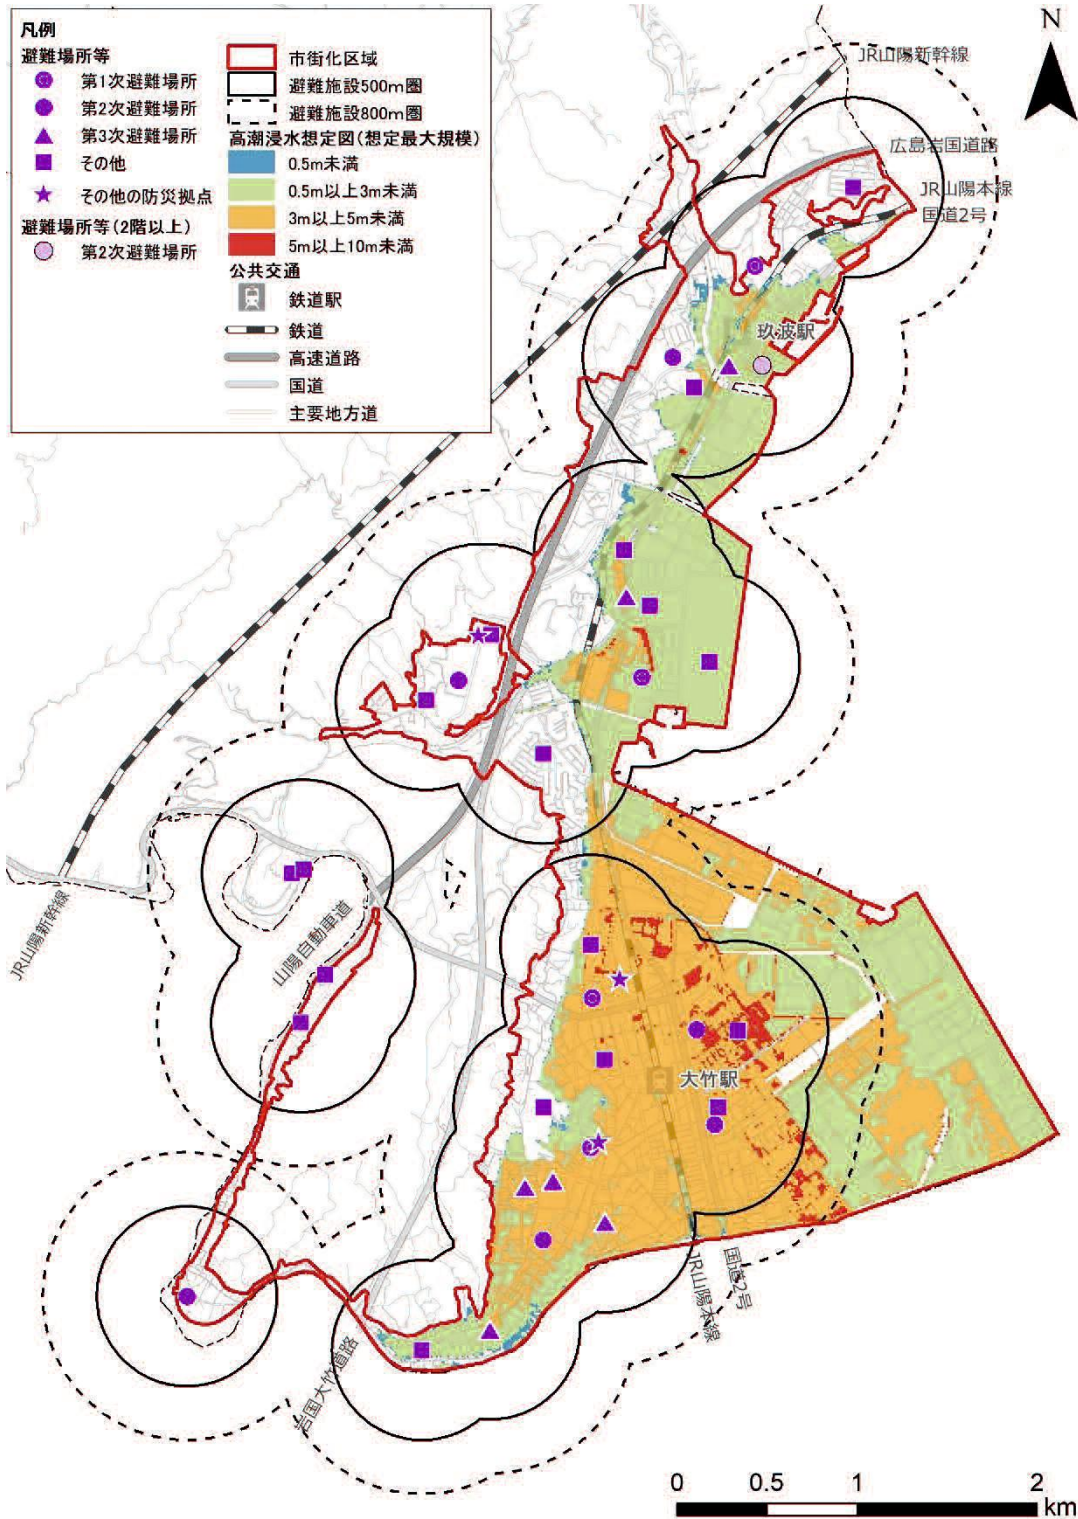 凡例
避難場所等
第1次避難場所
第2次避難場所
第3次避難場所
その他
その他の防災拠点
避難場所等(2階以上)
第2次避難場所
市街化区域
避難施設500m圏
避難施設800m圏
高潮浸水想定図(想定最大規模)
0.5m未満
0.5m以上3m未満
3m以上5m未満
5m以上10m未満
公共交通
鉄道駅
鉄道
高速道路
国道
主要地方道
N
JR山陽新幹線
広島岩国道路
JR山陽本線
国道2号
玖波駅
JR山陽新幹線
山陽自動車道
大竹駅
国道2号
JR山陽本線
岩国大竹道路
0 0.5 1 2
km